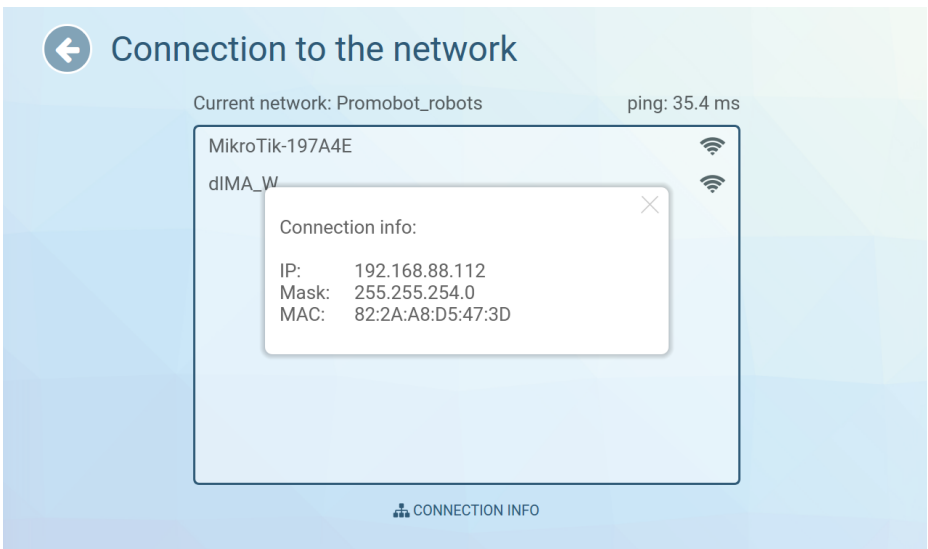 Connection to the network
Current network: Promobot_robots ping: 35.4 ms
MikroTik-197A4E
dIMA_W
Connection info:
IP: 192.168.88.112
Mask: 255.255.254.0
MAC: 82:2A:A8:D5:47:3D
CONNECTION INFO